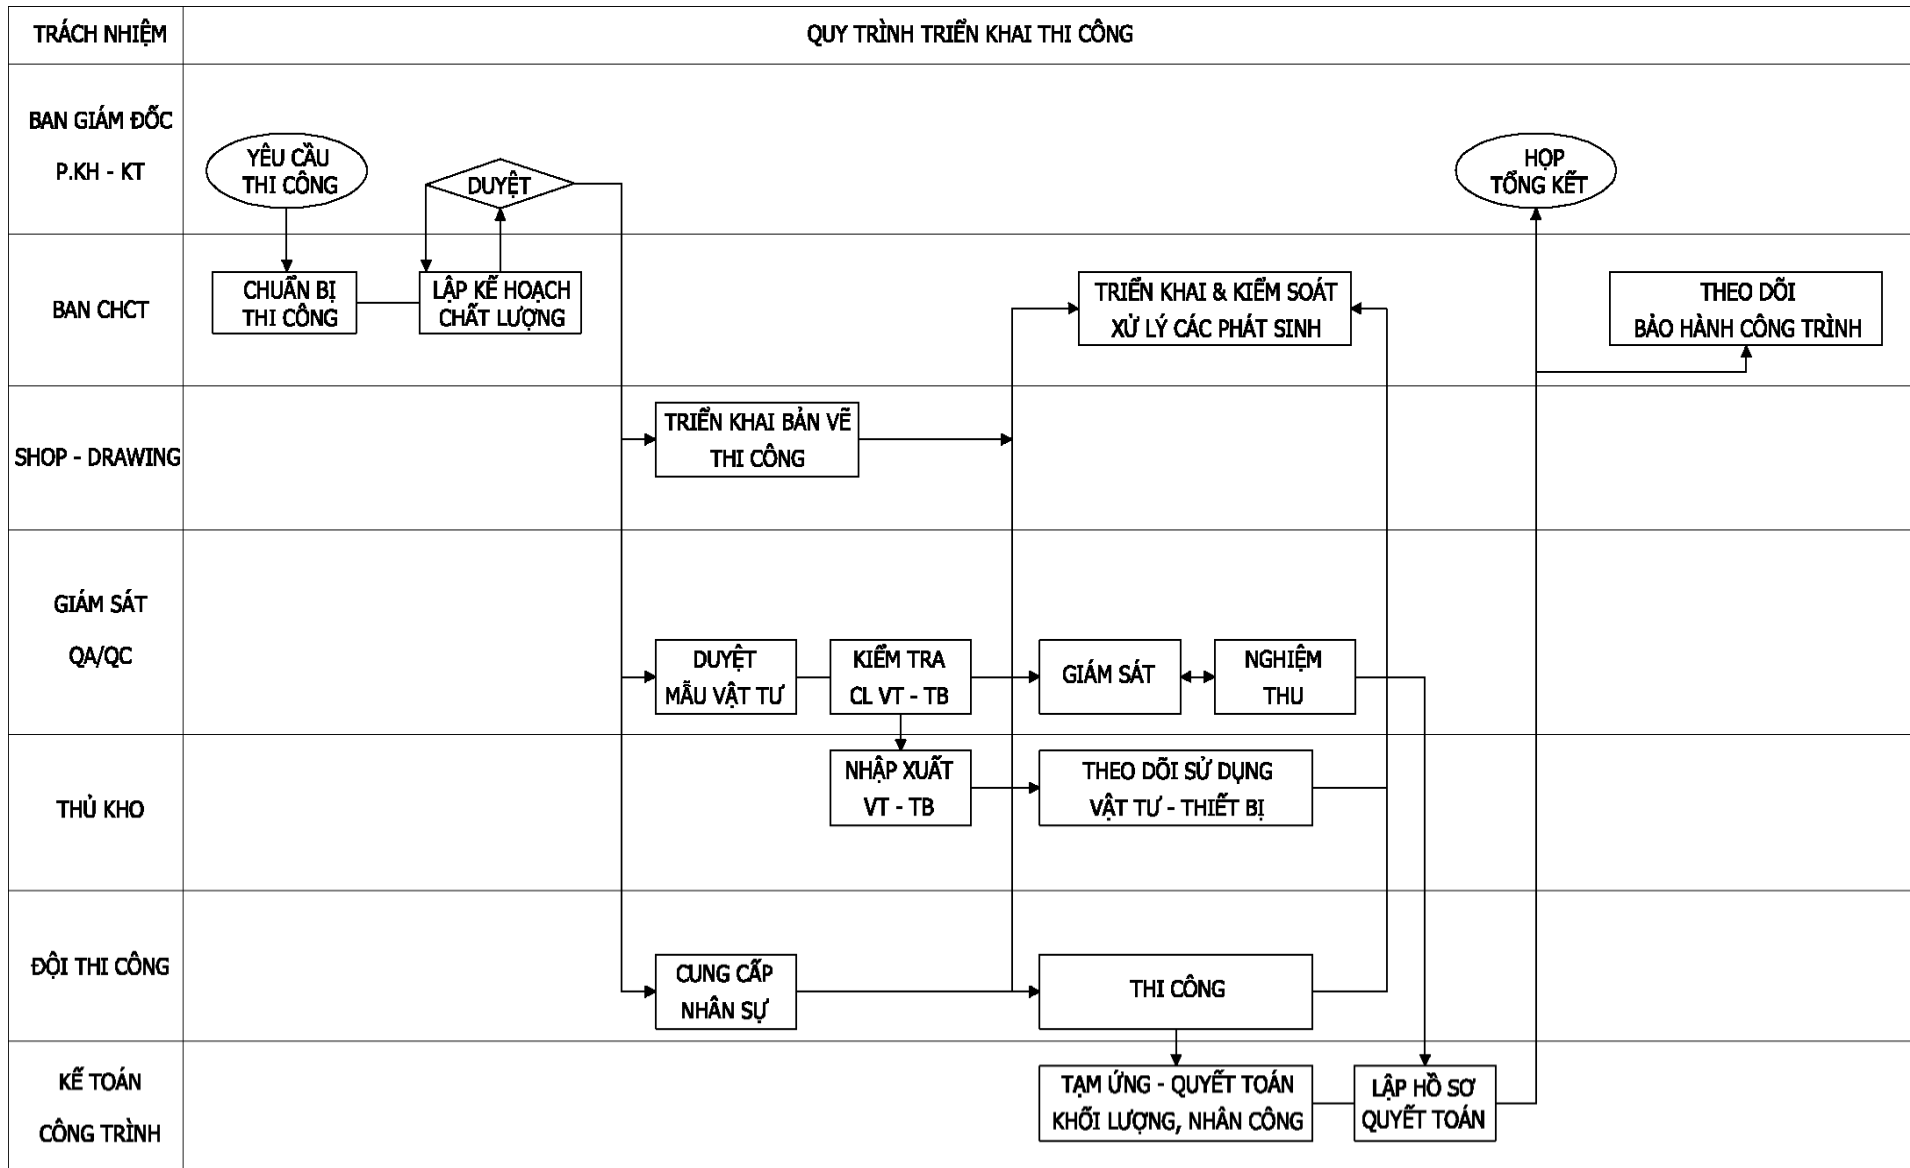 TRÁCH NHIỆM
QUY TRÌNH TRIỂN KHAI THI CÔNG
BAN GIÁM ĐỐC
P.KH - KT
YÊU CẦU
THI CÔNG
DUYỆT
HỌP
TỔNG KẾT
BAN CHCT
CHUẨN BỊ
THI CÔNG
LẬP KẾ HOẠCH
CHẤT LƯỢNG
TRIỂN KHAI & KIỂM SOÁT
XỬ LÝ CÁC PHÁT SINH
THEO DÕI
BẢO HÀNH CÔNG TRÌNH
SHOP - DRAWING
TRIỂN KHAI BẢN VẼ
THI CÔNG
GIÁM SÁT
QA/QC
DUYỆT
MẪU VẬT TƯ
KIỂM TRA
CL VT - TB
GIÁM SÁT
NGHIỆM
THU
THỦ KHO
NHẬP XUẤT
VT - TB
THEO DÕI SỬ DỤNG
VẬT TƯ - THIẾT BỊ
ĐỘI THI CÔNG
CUNG CẤP
NHÂN SỰ
THI CÔNG
KẾ TOÁN
CÔNG TRÌNH
TẠM ỨNG - QUYẾT TOÁN
KHỐI LƯỢNG, NHÂN CÔNG
LẬP HỒ SƠ
QUYẾT TOÁN